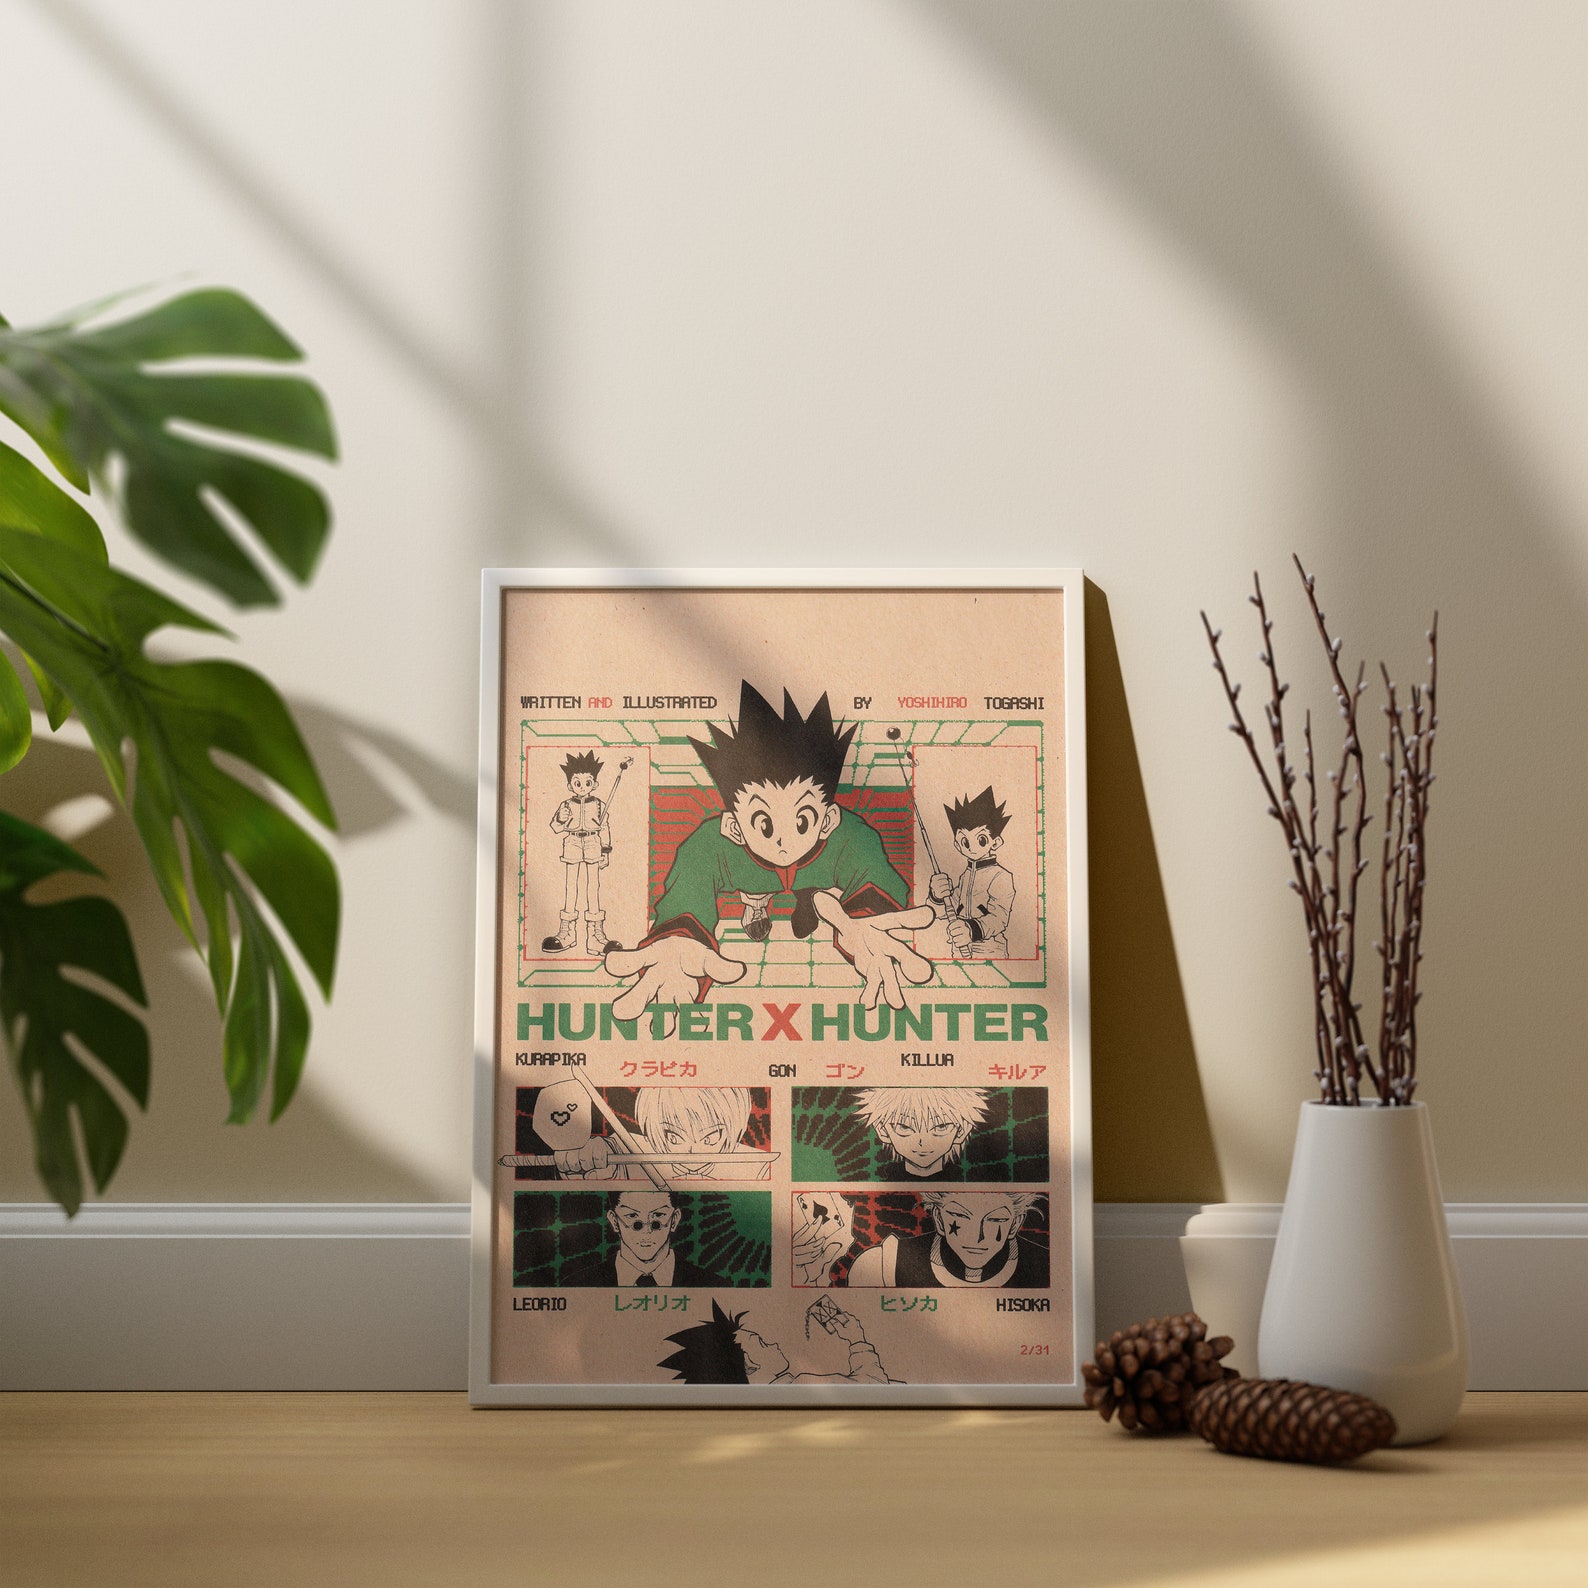 WRITTEN AND ILLUSTRATED BY YOSHIHIRO TOGASHI
HUNTER X HUNTER
KURAPIKA クラピカ GON ゴン KILLUA キルア
LEORIO レオリオ ヒソカ HISOKA
2/31